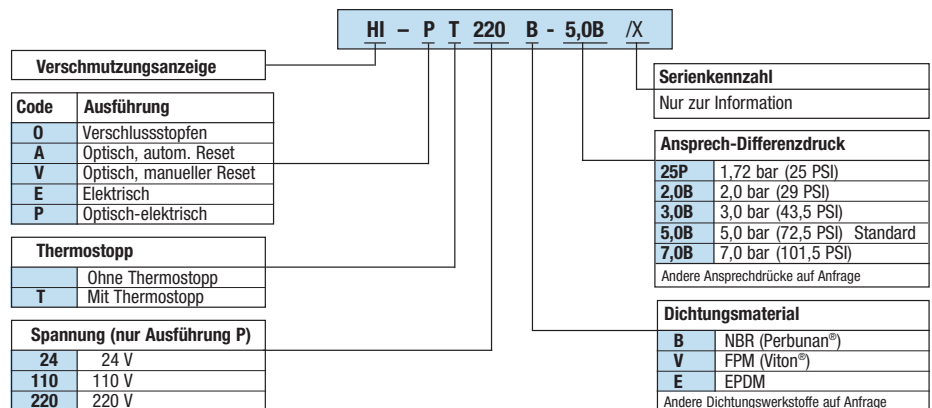 HI – P T 220 B - 5,0B /X
Verschmutzungsanzeige
Code Ausführung
O Verschlussstopfen
A Optisch, autom. Reset
V Optisch, manueller Reset
E Elektrisch
P Optisch-elektrisch
Thermostopp
Ohne Thermostopp
T Mit Thermostopp
Spannung (nur Ausführung P)
24 24 V
110 110 V
220 220 V
Serienkennzahl
Nur zur Information
Ansprech-Differenzdruck
25P 1,72 bar (25 PSI)
2,0B 2,0 bar (29 PSI)
3,0B 3,0 bar (43,5 PSI)
5,0B 5,0 bar (72,5 PSI) Standard
7,0B 7,0 bar (101,5 PSI)
Andere Ansprechdrücke auf Anfrage
Dichtungsmaterial
B NBR (Perbunan®)
V FPM (Viton®)
E EPDM
Andere Dichtungswerkstoffe auf Anfrage